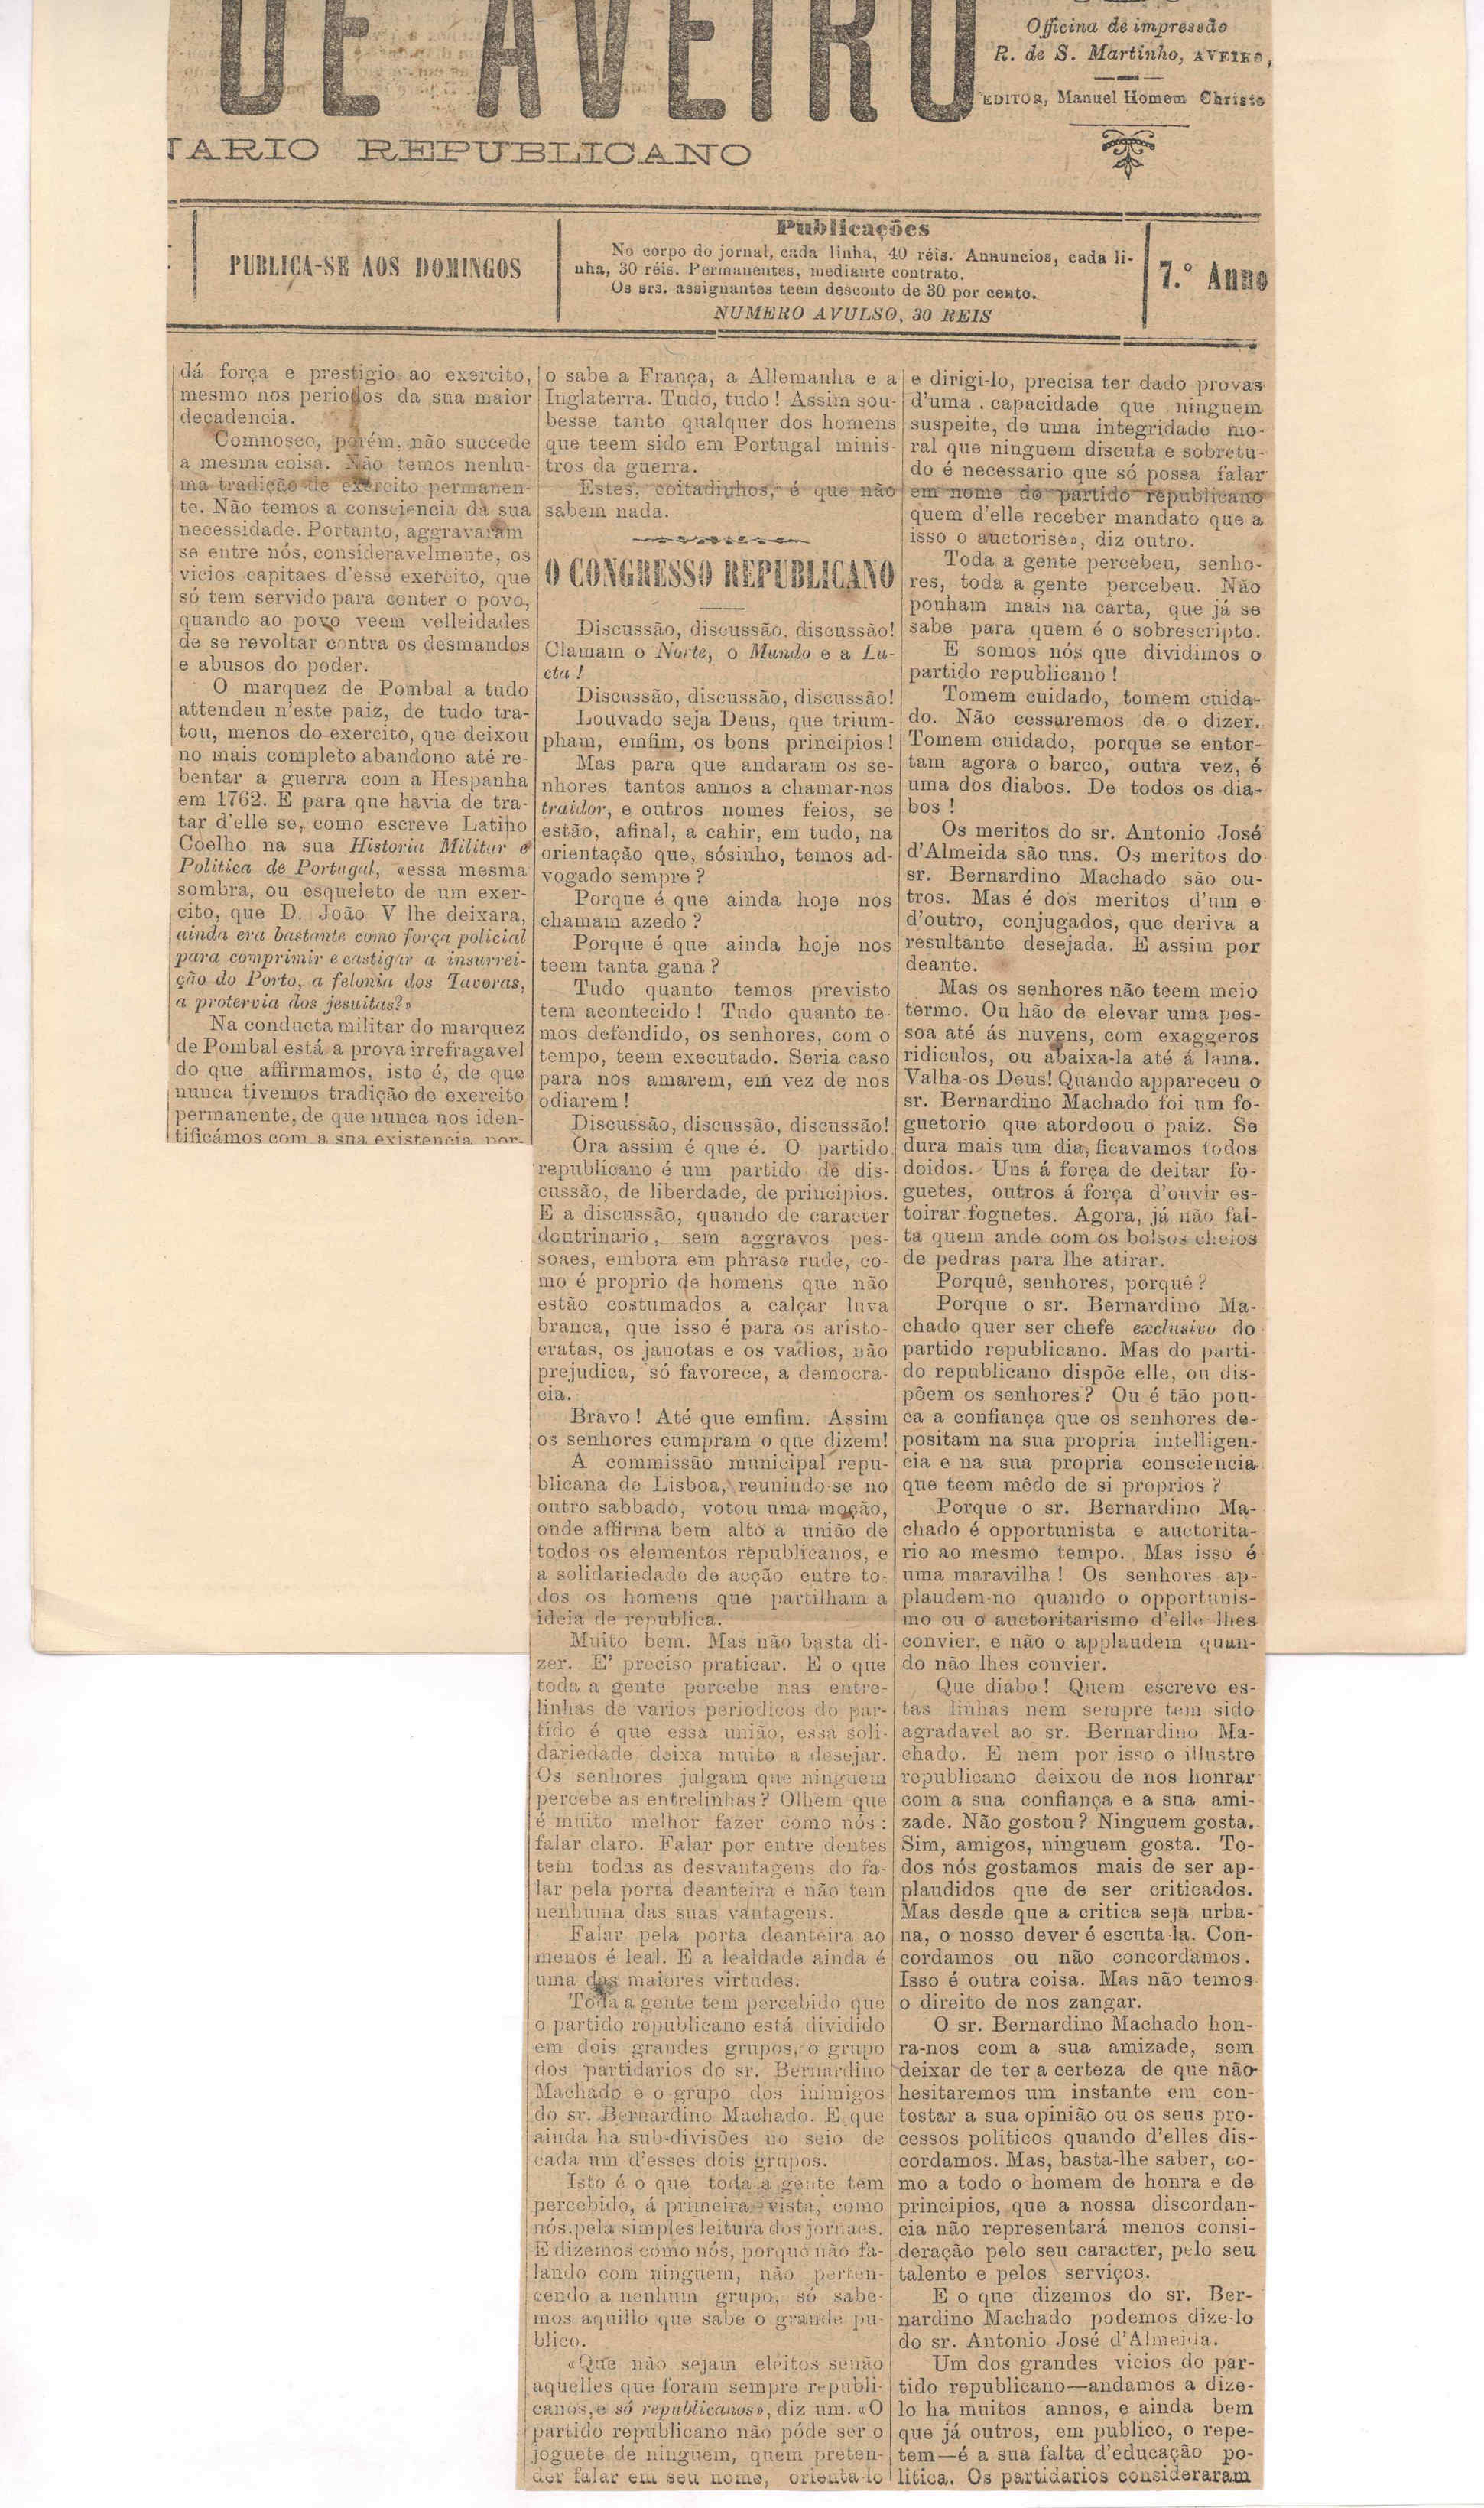 DE AVEIRO
Officina de impressão
R. de S. Martinho, AVEIRO,
EDITOR, Manuel Homem Christo
ARIO REPUBLICANO
PUBLICA-SE AOS DOMINGOS
Publicações
No corpo do jornal, cada linha, 40 réis. Annuncios, cada li-
nha, 30 réis. Permanentes, mediante contrato.
Os srs. assignantes teem desconto de 30 por cento.
NUMERO AVULSO, 30 REIS
7.º Anno
dá força e prestigio ao exercito,
mesmo nos periodos da sua maior
decadencia.
Comnosco, porém, não succede
a mesma coisa. Não temos nenhu-
ma tradição de exercito permanen-
te. Não temos a consciencia da sua
necessidade. Portanto, aggravaram
se entre nós, consideravelmente, os
vicios capitaes d'esse exercito, que
só tem servido para conter o povo,
quando ao povo veem velleidades
de se revoltar contra os desmandos
e abusos do poder.
O marquez de Pombal a tudo
attendeu n'este paiz, de tudo tra-
tou, menos do exercito, que deixou
no mais completo abandono até re-
bentar a guerra com a Hespanha
em 1762. E para que havia de tra-
tar d'elle se, como escreve Latino
Coelho na sua Historia Militar e
Politica de Portugal, «essa mesma
sombra, ou esqueleto de um exer-
cito, que D. João V lhe deixara,
ainda era bastante como força policial
para comprimir e castigar a insurrei-
ção do Porto, a felonia dos Tavoras,
a protervia dos jesuitas?»
Na conducta militar do marquez
de Pombal está a prova irrefragavel
do que affirmamos, isto é, de que
nunca tivemos tradição de exercito
permanente, de que nunca nos iden-
tificámos com a sua existencia, por-
o sabe a França, a Allemanha e a
Inglaterra. Tudo, tudo! Assim sou-
besse tanto qualquer dos homens
que teem sido em Portugal minis-
tros da guerra.
Estes, coitadinhos, é que não
sabem nada.
O CONGRESSO REPUBLICANO
Discussão, discussão, discussão!
Clamam o Norte, o Mundo e a Lu-
cta!
Discussão, discussão, discussão!
Louvado seja Deus, que trium-
pham, emfim, os bons principios!
Mas para que andaram os se-
nhores tantos annos a chamar-nos
traidor, e outros nomes feios, se
estão, afinal, a cahir, em tudo, na
orientação que, sósinho, temos ad-
vogado sempre?
Porque é que ainda hoje nos
chamam azedo?
Porque é que ainda hoje nos
teem tanta gana?
Tudo quanto temos previsto
tem acontecido! Tudo quanto te-
mos defendido, os senhores, com o
tempo, teem executado. Seria caso
para nos amarem, em vez de nos
odiarem!
Discussão, discussão, discussão!
Ora assim é que é. O partido
republicano é um partido de dis-
cussão, de liberdade, de principios.
E a discussão, quando de caracter
doutrinario, sem aggravos pes-
soaes, embora em phrase rude, co-
mo é proprio de homens que não
estão costumados a calçar luva
branca, que isso é para os aristo-
cratas, os janotas e os vadios, não
prejudica, só favorece, a democra-
cia.
Bravo! Até que emfim. Assim
os senhores cumpram o que dizem!
A commissão municipal repu-
blicana de Lisboa, reunindo-se no
outro sabbado, votou uma moção,
onde affirma bem alto a união de
todos os elementos republicanos, e
a solidariedade de acção entre to-
dos os homens que partilham a
ideia de republica.
Muito bem. Mas não basta di-
zer. E' preciso praticar. E o que
toda a gente percebe nas entre-
linhas de varios periodicos do par-
tido é que essa união, essa soli-
dariedade deixa muito a desejar.
Os senhores julgam que ninguem
percebe as entrelinhas? Olhem que
é muito melhor fazer como nós:
falar claro. Falar por entre dentes
tem todas as desvantagens do fa-
lar pela porta deanteira e não tem
nenhuma das suas vantagens.
Falar pela porta deanteira ao
menos é leal. E a lealdade ainda é
uma das maiores virtudes.
Toda a gente tem percebido que
o partido republicano está dividido
em dois grandes grupos, o grupo
dos partidarios do sr. Bernardino
Machado e o grupo dos inimigos
do sr. Bernardino Machado. E que
ainda ha sub-divisões no seio de
cada um d'esses dois grupos.
Isto é o que toda a gente tem
percebido, á primeira vista, como
nós, pela simples leitura dos jornaes.
E dizemos como nós, porque não fa-
lando com ninguem, não perten-
cendo a nenhum grupo, só sabe-
mos aquillo que sabe o grande pu-
blico.
«Que não sejam eleitos senão
aquelles que foram sempre republi-
canos, e só republicanos», diz um. «O
partido republicano não póde ser o
joguete de ninguem, quem preten-
der falar em seu nome, orienta-lo
e dirigi-lo, precisa ter dado provas
d'uma capacidade que ninguem
suspeite, de uma integridade mo-
ral que ninguem discuta e sobretu-
do é necessario que só possa falar
em nome do partido republicano
quem d'elle receber mandato que a
isso o auctorise», diz outro.
Toda a gente percebeu, senho-
res, toda a gente percebeu. Não
ponham mais na carta, que já se
sabe para quem é o sobrescripto.
E somos nós que dividimos o
partido republicano!
Tomem cuidado, tomem cuida-
do. Não cessaremos de o dizer.
Tomem cuidado, porque se entor-
tam agora o barco, outra vez, é
uma dos diabos. De todos os dia-
bos!
Os meritos do sr. Antonio José
d'Almeida são uns. Os meritos do
sr. Bernardino Machado são ou-
tros. Mas é dos meritos d'um e
d'outro, conjugados, que deriva a
resultante desejada. E assim por
deante.
Mas os senhores não teem meio
termo. Ou hão de elevar uma pes-
soa até ás nuvens, com exaggeros
ridiculos, ou abaixa-la até á lama.
Valha-os Deus! Quando appareceu o
sr. Bernardino Machado foi um fo-
guetorio que atordoou o paiz. Se
dura mais um dia, ficavamos todos
doidos. Uns á força de deitar fo-
guetes, outros á força d'ouvir es-
toirar foguetes. Agora, já não fal-
ta quem ande com os bolsos cheios
de pedras para lhe atirar.
Porquê, senhores, porquê?
Porque o sr. Bernardino Ma-
chado quer ser chefe exclusivo do
partido republicano. Mas do parti-
do republicano dispõe elle, ou dis-
põem os senhores? Ou é tão pou-
ca a confiança que os senhores de-
positam na sua propria intelligen-
cia e na sua propria consciencia
que teem mêdo de si proprios?
Porque o sr. Bernardino Ma-
chado é opportunista e auctorita-
rio ao mesmo tempo. Mas isso é
uma maravilha! Os senhores ap-
plaudem-no quando o opportunis-
mo ou o auctoritarismo d'elle lhes
convier, e não o applaudem quan-
do não lhes convier.
Que diabo! Quem escreve es-
tas linhas nem sempre tem sido
agradavel ao sr. Bernardino Ma-
chado. E nem por isso o illustre
republicano deixou de nos honrar
com a sua confiança e a sua ami-
zade. Não gostou? Ninguem gosta.
Sim, amigos, ninguem gosta. To-
dos nós gostamos mais de ser ap-
plaudidos que de ser criticados.
Mas desde que a critica seja urba-
na, o nosso dever é escuta-la. Con-
cordamos ou não concordamos.
Isso é outra coisa. Mas não temos
o direito de nos zangar.
O sr. Bernardino Machado hon-
ra-nos com a sua amizade, sem
deixar de ter a certeza de que não
hesitaremos um instante em con-
testar a sua opinião ou os seus pro-
cessos politicos quando d'elles dis-
cordamos. Mas, basta-lhe saber, co-
mo a todo o homem de honra e de
principios, que a nossa discordan-
cia não representará menos consi-
deração pelo seu caracter, pelo seu
talento e pelos serviços.
E o que dizemos do sr. Ber-
nardino Machado podemos dize-lo
do sr. Antonio José d'Almeida.
Um dos grandes vicios do par-
tido republicano—andamos a dize-
lo ha muitos annos, e ainda bem
que já outros, em publico, o repe-
tem—é a sua falta d'educação po-
litica. Os partidarios consideraram